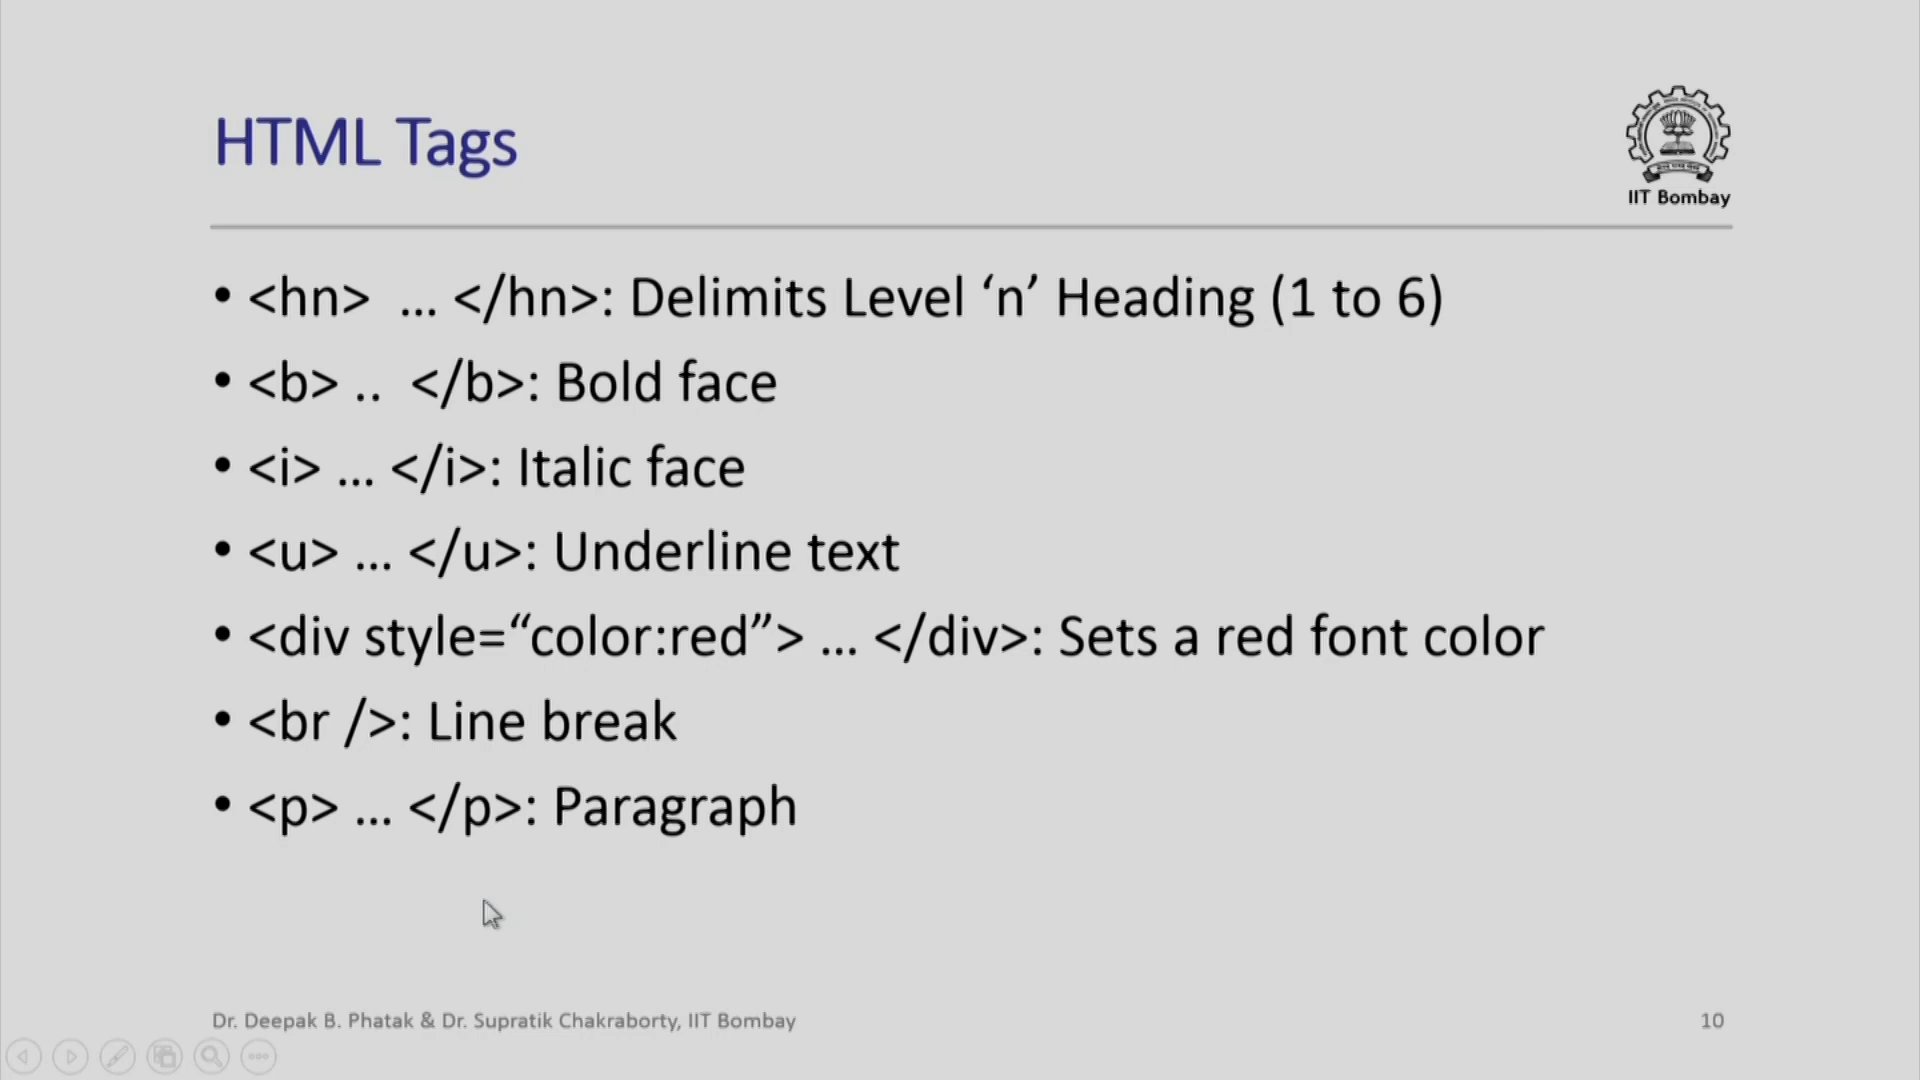 HTML Tags
IIT Bombay
• <hn>  ... </hn>: Delimits Level ‘n’ Heading (1 to 6)
• <b> ..  </b>: Bold face
• <i> ... </i>: Italic face
• <u> ... </u>: Underline text
• <div style=“color:red”> ... </div>: Sets a red font color
• <br />: Line break
• <p> ... </p>: Paragraph
Dr. Deepak B. Phatak & Dr. Supratik Chakraborty, IIT Bombay
10